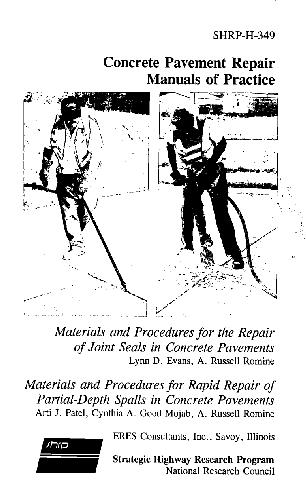 SHRP-H-349
Concrete Pavement Repair
Manuals of Practice
Materials and Procedures for the Repair
of Joint Seals in Concrete Pavements
Lynn D. Evans, A. Russell Romine
Materials and Procedures for Rapid Repair of
Partial-Depth Spalls in Concrete Pavements
Arti J. Patel, Cynthia A. Good Mojab, A. Russell Romine
ERES Consultants, Inc., Savoy, Illinois
shrp
Strategic Highway Research Program
National Research Council